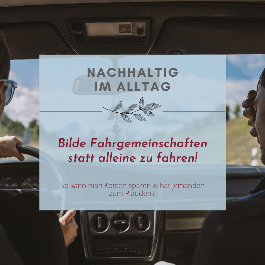 NACHHALTIG
IM ALLTAG
Bilde Fahrgemeinschaften
statt alleine zu fahren!
So kann man Kosten sparen & hat jemanden
zum Plaudern!